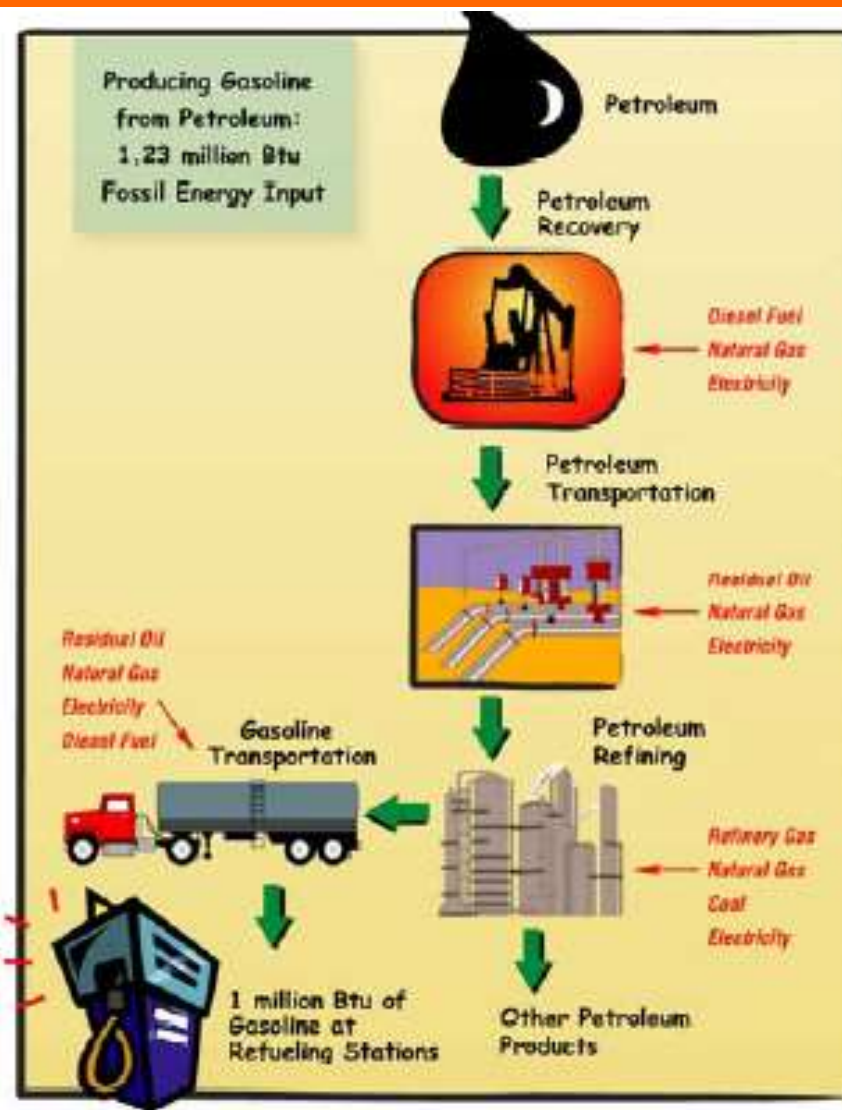 Producing Gasoline
from Petroleum:
1,23 million Btu
Fossil Energy Input
Petroleum
Petroleum
Recovery
Diesel Fuel
Natural Gas
Electricity
Petroleum
Transportation
Residual Oil
Natural Gas
Electricity
Residual Oil
Natural Gas
Electricity
Diesel Fuel
Gasoline
Transportation
Petroleum
Refining
Refinery Gas
Natural Gas
Coal
Electricity
1 million Btu of
Gasoline at
Refueling Stations
Other Petroleum
Products